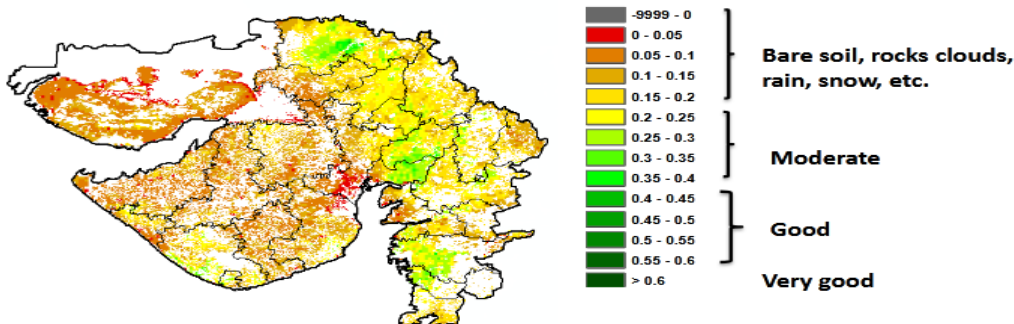 -9999 - 0
0 - 0.05
0.05 - 0.1
0.1 - 0.15
0.15 - 0.2
0.2 - 0.25
0.25 - 0.3
0.3 - 0.35
0.35 - 0.4
0.4 - 0.45
0.45 - 0.5
0.5 - 0.55
0.55 - 0.6
> 0.6
Bare soil, rocks clouds,
rain, snow, etc.
Moderate
Good
Very good